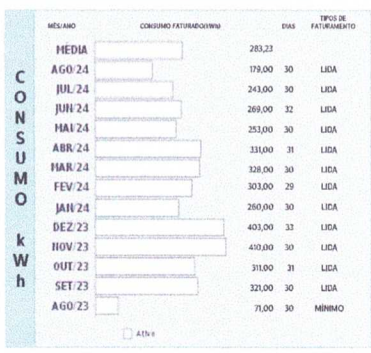 MÊS/ANO CONSUMO FATURADO(kWh) DIAS TIPOS DE FATURAMENTO
CONSUMO kWh
MÉDIA 283,23
AGO/24 179,00 30 LIDA
JUL/24 243,00 30 LIDA
JUN/24 269,00 32 LIDA
MAI/24 253,00 30 LIDA
ABR/24 331,00 31 LIDA
MAR/24 328,00 30 LIDA
FEV/24 303,00 29 LIDA
JAN/24 260,00 30 LIDA
DEZ/23 403,00 33 LIDA
NOV/23 410,00 30 LIDA
OUT/23 311,00 31 LIDA
SET/23 321,00 30 LIDA
AGO/23 71,00 30 MÍNIMO
Ativo